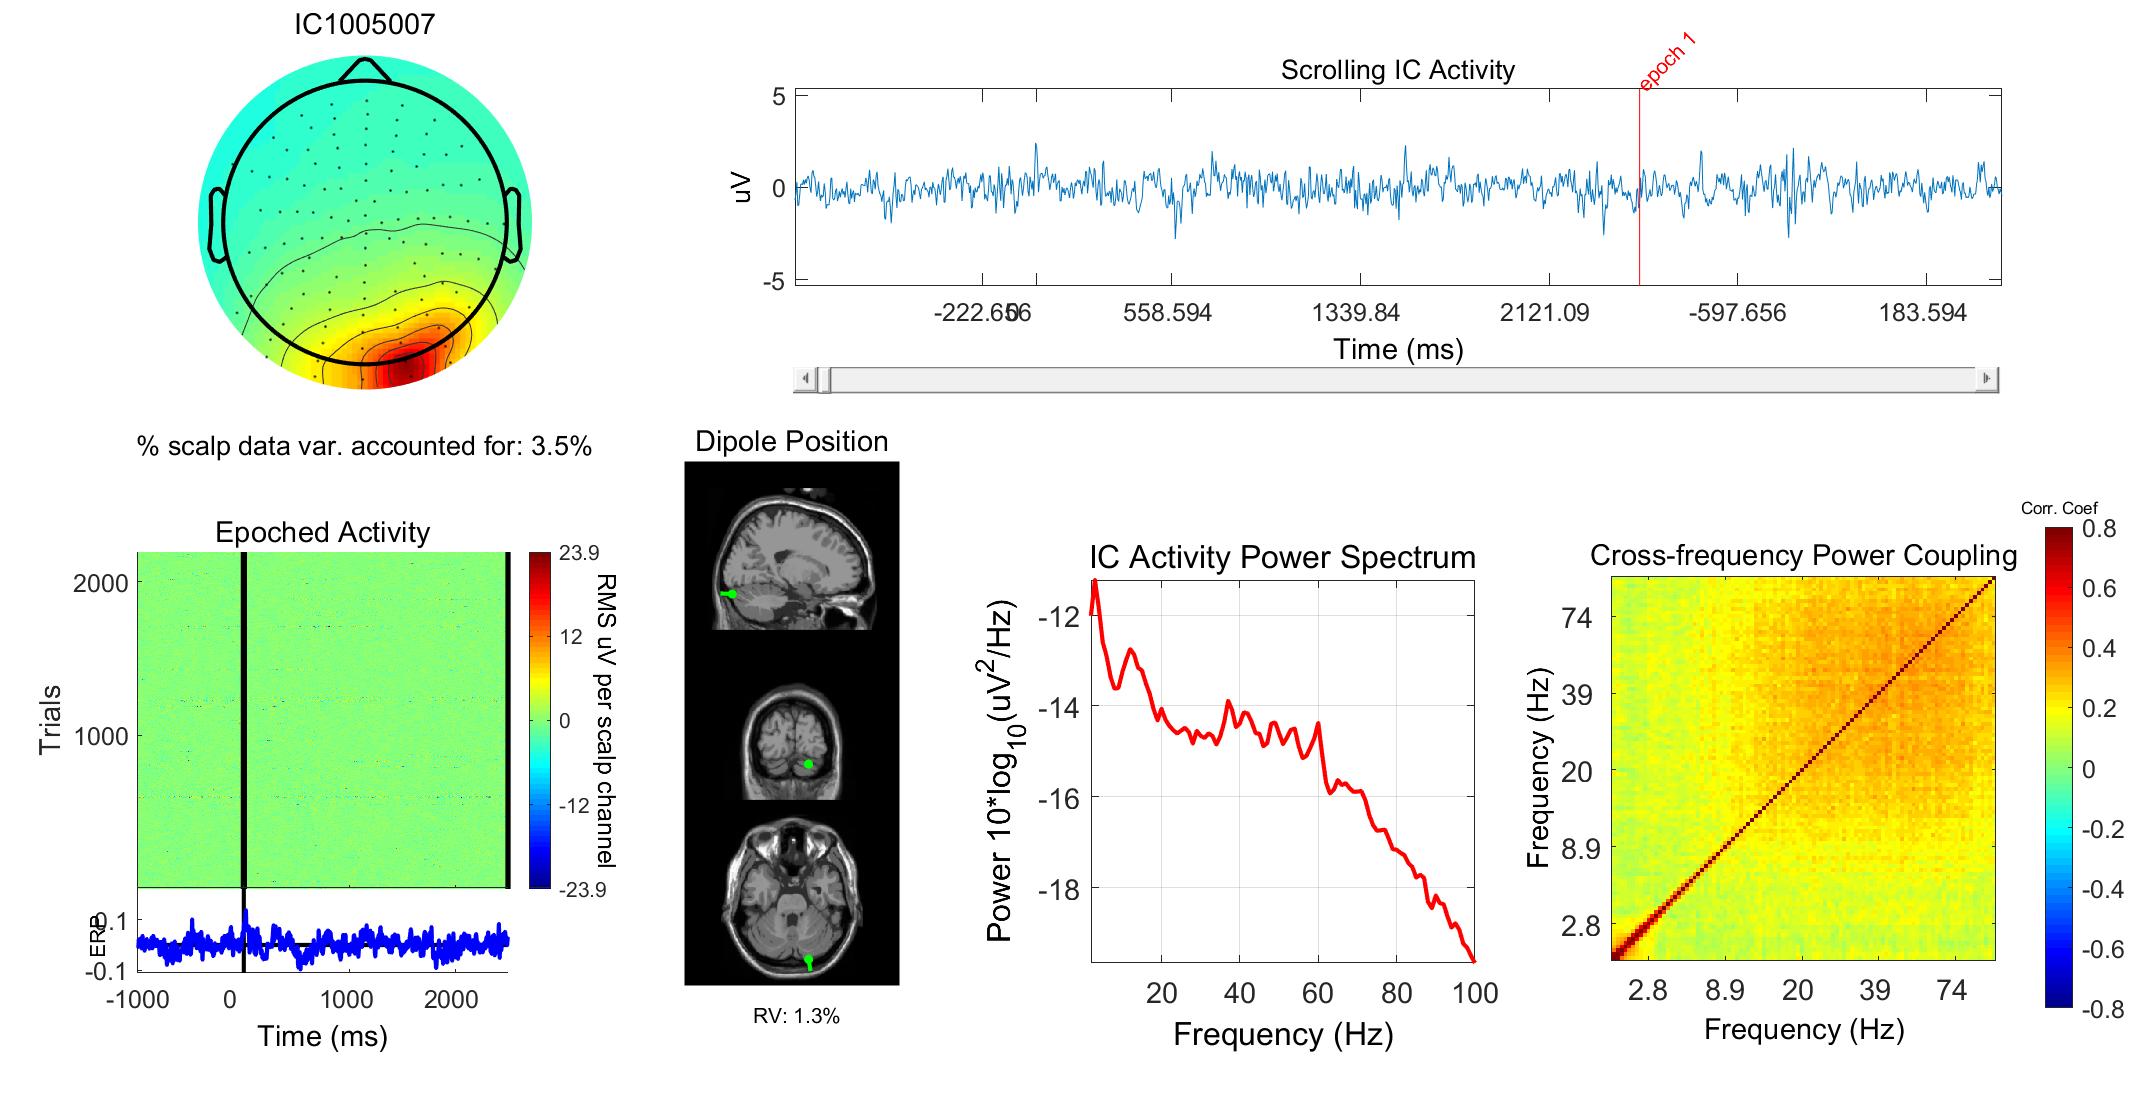 IC1005007
% scalp data var. accounted for: 3.5%
Scrolling IC Activity
epoch 1
uV
5
0
-5
-222.656 0 558.594 1339.84 2121.09 -597.656 183.594
Time (ms)
Epoched Activity
Trials
2000
1000
23.9
12
0
-12
-23.9
RMS uV per scalp channel
ERP
0.1
-0.1
-1000 0 1000 2000
Time (ms)
Dipole Position
RV: 1.3%
IC Activity Power Spectrum
Power 10*log10(uV2/Hz)
-12
-14
-16
-18
20 40 60 80 100
Frequency (Hz)
Cross-frequency Power Coupling
Frequency (Hz)
74
39
20
8.9
2.8
2.8 8.9 20 39 74
Frequency (Hz)
Corr. Coef
0.8
0.6
0.4
0.2
0
-0.2
-0.4
-0.6
-0.8